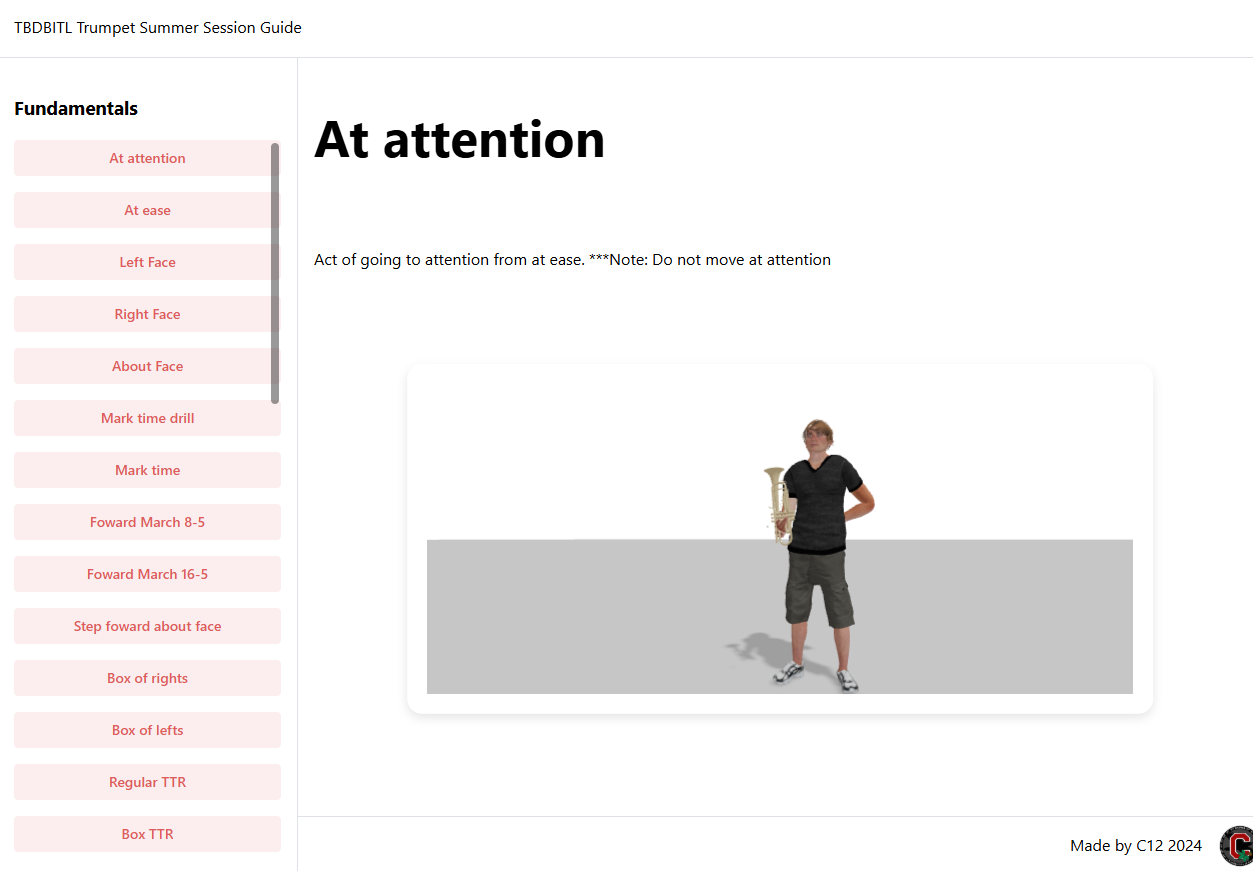 TBDBITL Trumpet Summer Session Guide
Fundamentals
At attention
At ease
Left Face
Right Face
About Face
Mark time drill
Mark time
Foward March 8-5
Foward March 16-5
Step foward about face
Box of rights
Box of lefts
Regular TTR
Box TTR
At attention
Act of going to attention from at ease. ***Note: Do not move at attention
Made by C12 2024
C